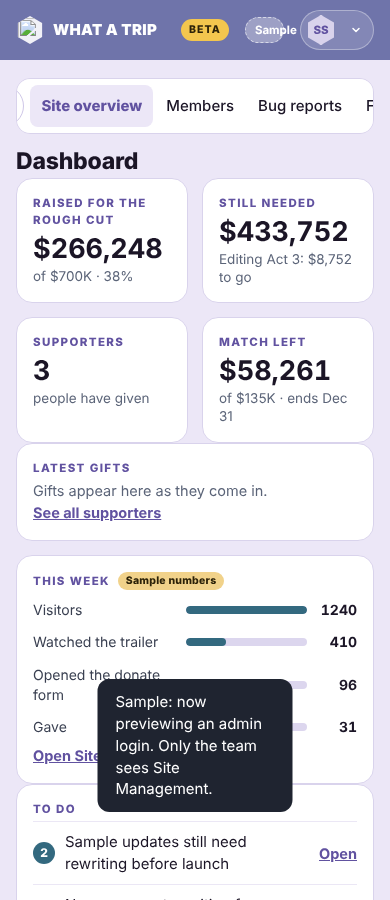 WHAT A TRIP BETA Sample SS
Site overview Members Bug reports F
Dashboard
RAISED FOR THE
ROUGH CUT
$266,248
of $700K · 38%
STILL NEEDED
$433,752
Editing Act 3: $8,752
to go
SUPPORTERS
3
people have given
MATCH LEFT
$58,261
of $135K · ends Dec
31
LATEST GIFTS
Gifts appear here as they come in.
See all supporters
THIS WEEK Sample numbers
Visitors 1240
Watched the trailer 410
Opened the donate
form 96
Gave 31
Open Site
Sample: now
previewing an admin
login. Only the team
sees Site
Management.
TO DO
2 Sample updates still need
rewriting before launch
Open